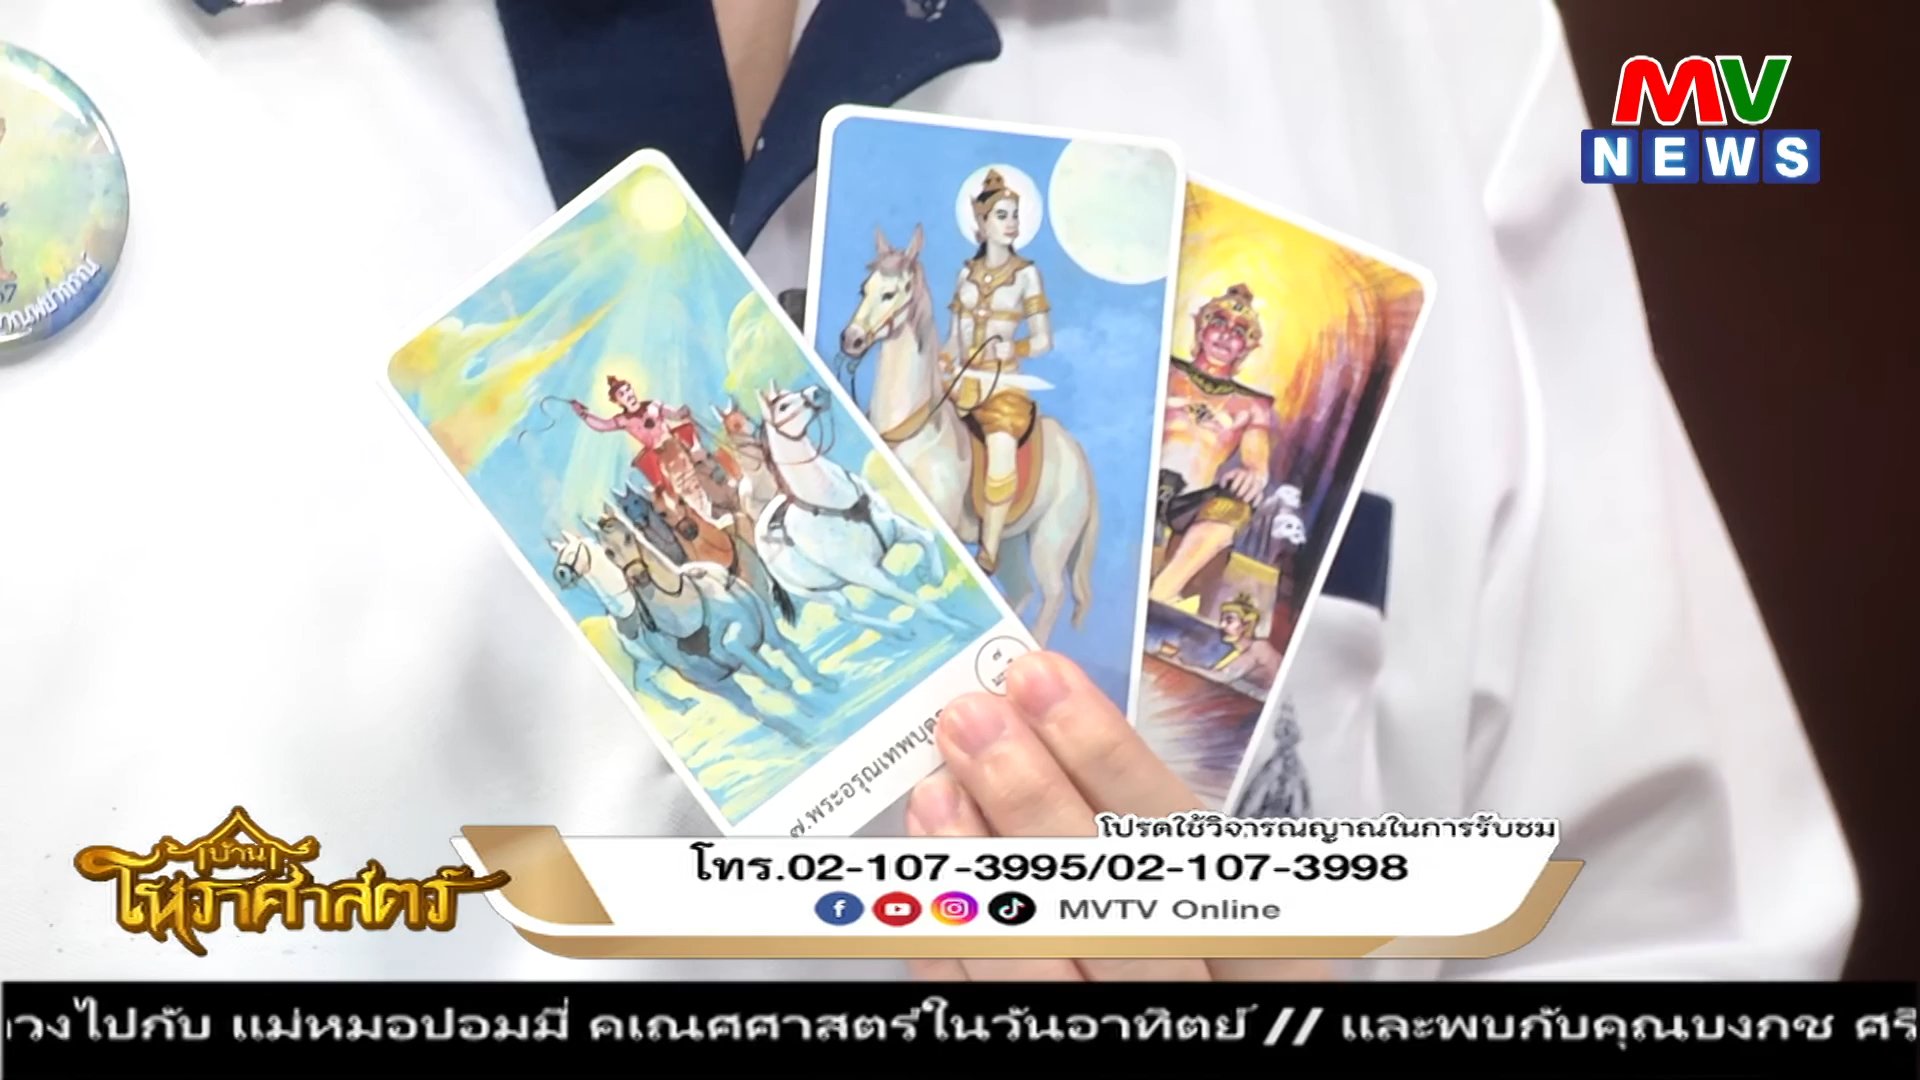 MV
NEWS
๗
๗.พระอรุณเทพบุตร
บ้าน
โหราศาสตร์
โปรดใช้วิจารณญาณในการรับชม
โทร.02-107-3995/02-107-3998
MVTV Online
ไปกับ แม่หมอปอมมี่ คเณศศาสตร์ในวันอาทิตย์ // และพบกับคุณบงกช